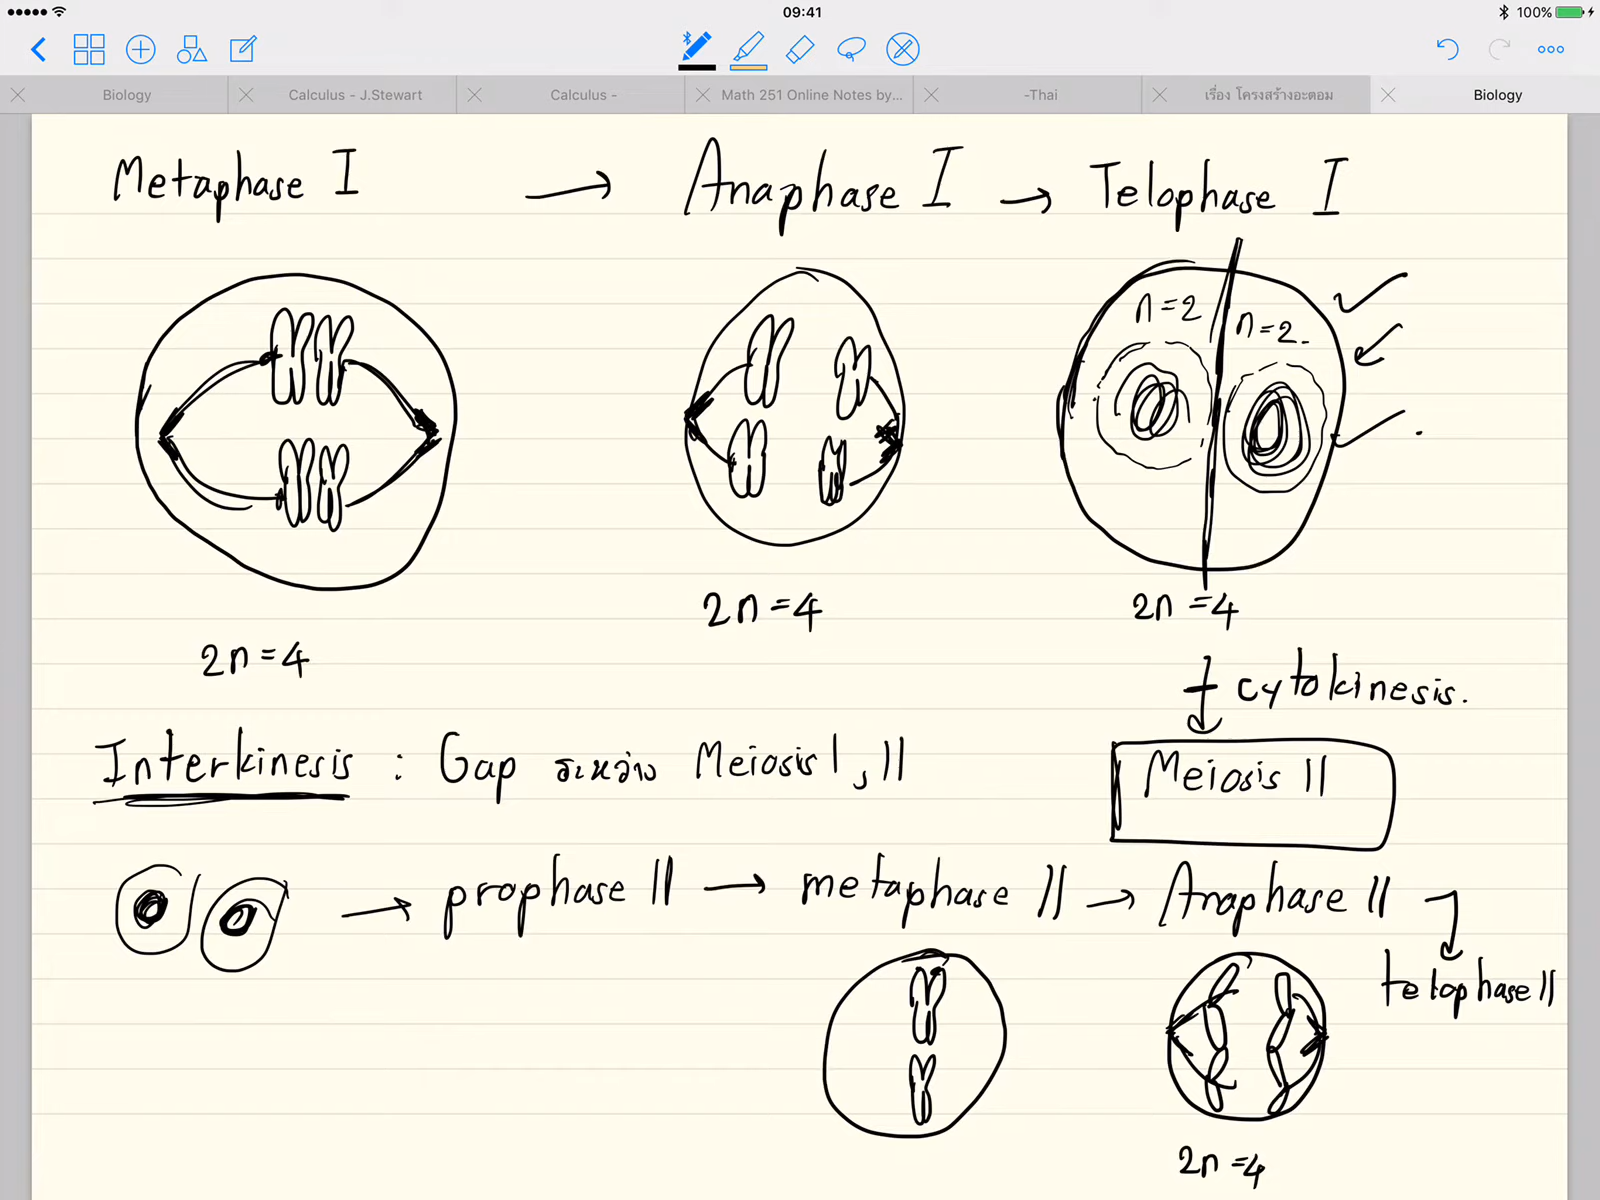 09:41
100%
Biology
Calculus - J.Stewart
Calculus -
Math 251 Online Notes by...
-Thai
เรื่อง โครงสร้างอะตอม
Biology
Metaphase I → Anaphase I → Telophase I
n=2
n=2.
2n=4
2n=4
2n=4
+ cytokinesis.
Interkinesis : Gap ระหว่าง Meiosis I, II
Meiosis II
→ prophase II → metaphase II → Anaphase II
telophase II
2n=4